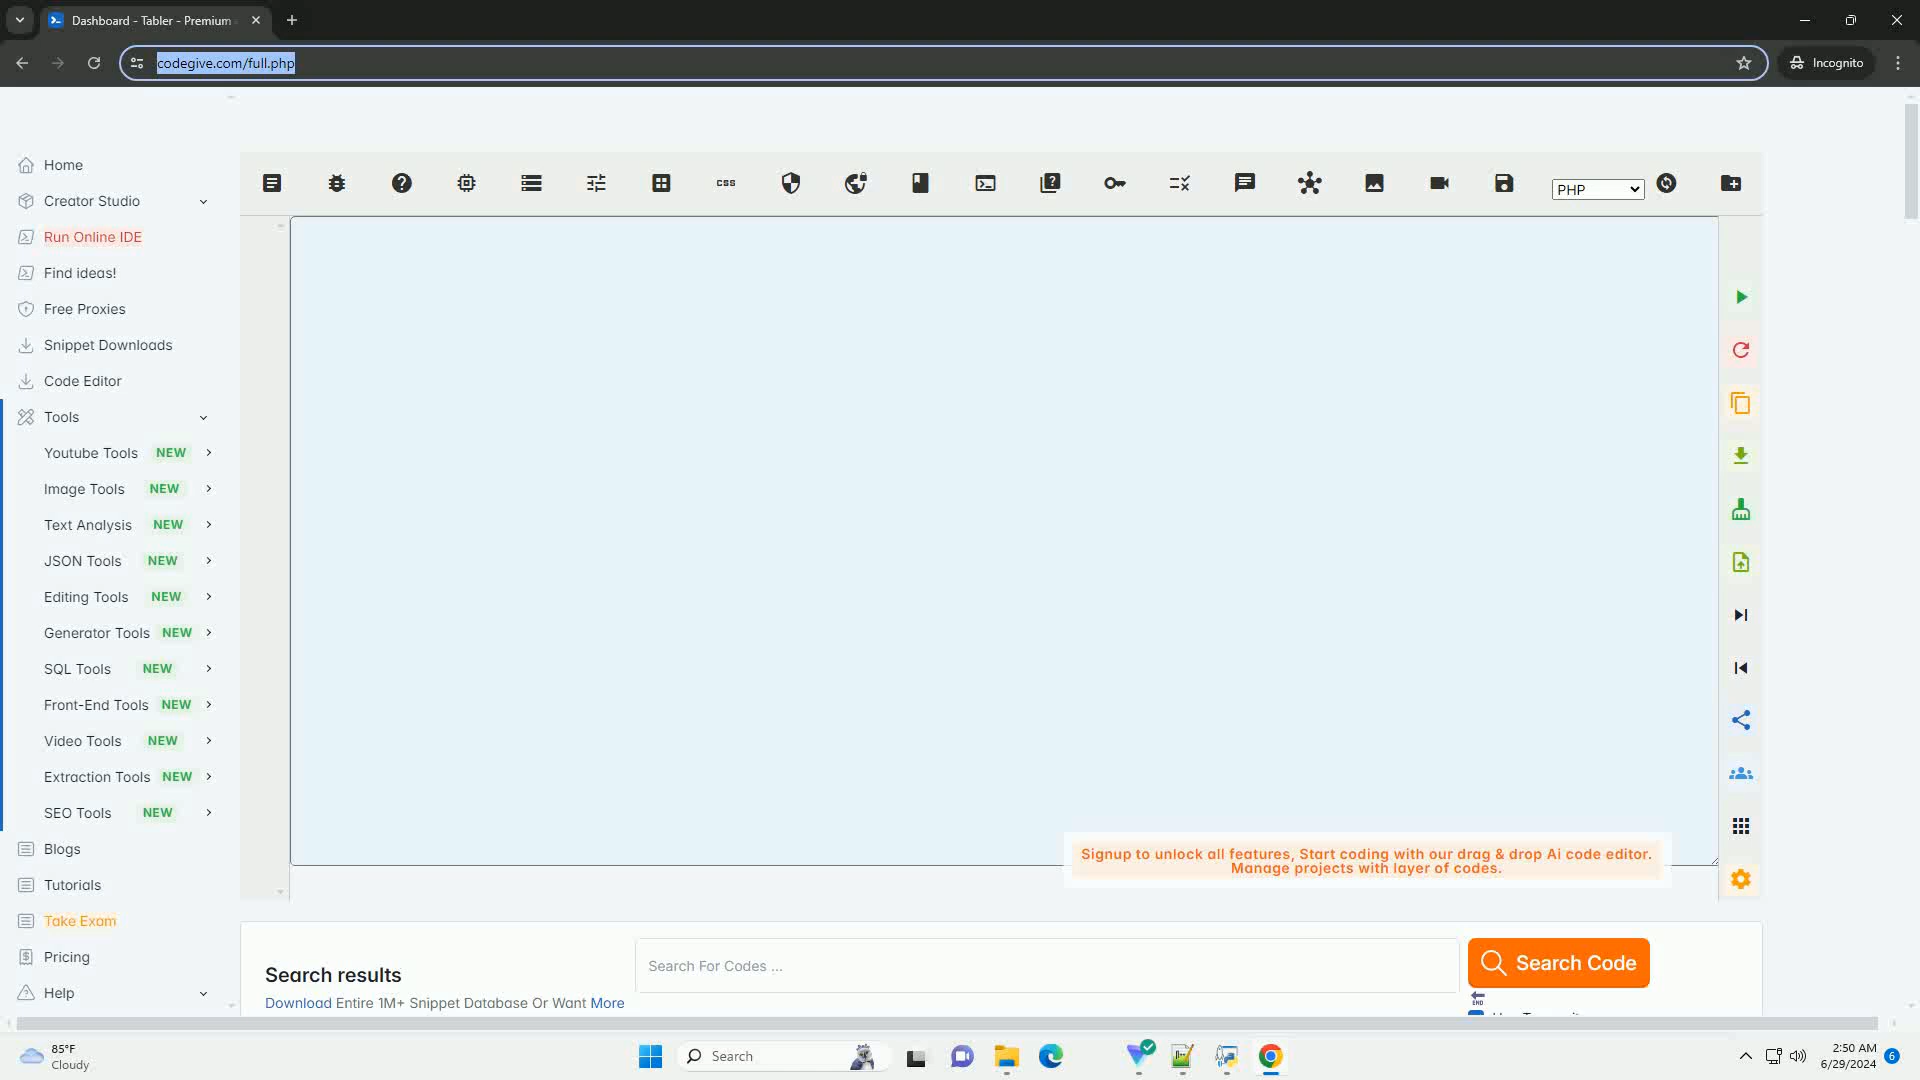 Dashboard - Tabler - Premium
codegive.com/full.php
Incognito
Home
Creator Studio
Run Online IDE
Find ideas!
Free Proxies
Snippet Downloads
Code Editor
Tools
Youtube Tools NEW
Image Tools NEW
Text Analysis NEW
JSON Tools NEW
Editing Tools NEW
Generator Tools NEW
SQL Tools NEW
Front-End Tools NEW
Video Tools NEW
Extraction Tools NEW
SEO Tools NEW
Blogs
Tutorials
Take Exam
Pricing
Help
CSS
PHP
Signup to unlock all features, Start coding with our drag & drop Ai code editor.
Manage projects with layer of codes.
Search results
Download Entire 1M+ Snippet Database Or Want More
Search For Codes ...
Search Code
END
85°F
Cloudy
Search
2:50 AM
6/29/2024
6